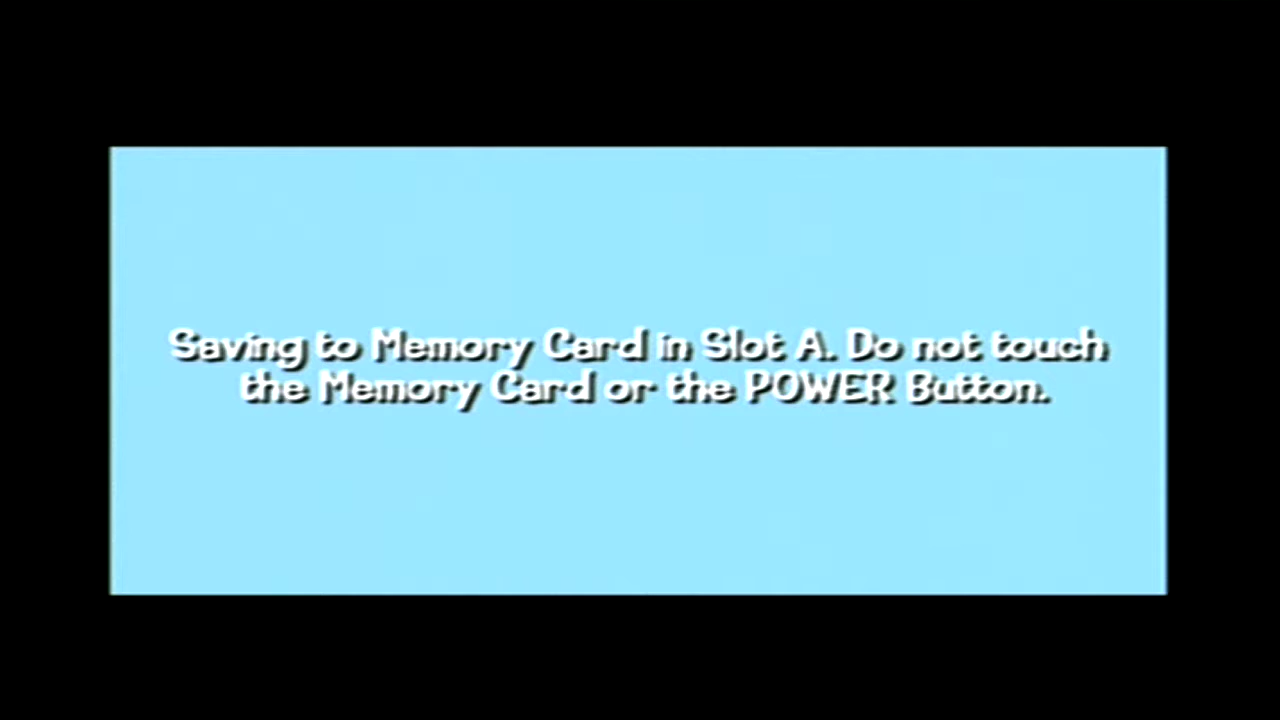 Saving to Memory Card in Slot A. Do not touch
the Memory Card or the POWER Button.